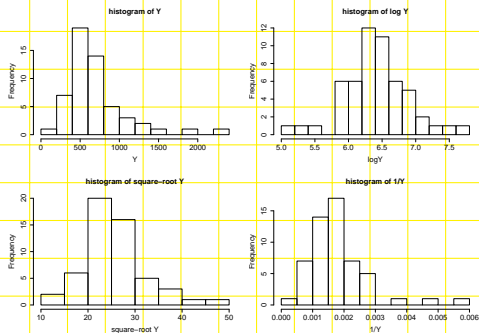 histogram of Y
Frequency
0 5 10 15
0 500 1000 1500 2000
Y
histogram of log Y
Frequency
0 2 4 6 8 10 12
5.0 5.5 6.0 6.5 7.0 7.5
logY
histogram of square-root Y
Frequency
0 5 10 15 20
10 20 30 40 50
square-root Y
histogram of 1/Y
Frequency
0 5 10 15
0.000 0.001 0.002 0.003 0.004 0.005 0.006
1/Y